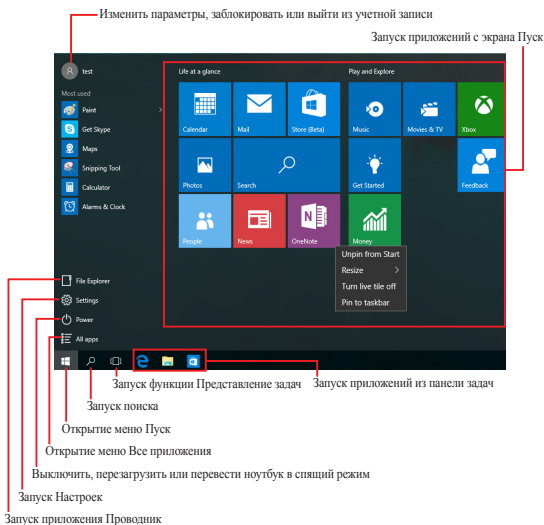 Изменить параметры, заблокировать или выйти из учетной записи
Запуск приложений с экрана Пуск
test
Life at a glance
Play and Explore
Most used
Paint
Get Skype
Maps
Snipping Tool
Calculator
Alarms & Clock
Calendar
Mail
Store (Beta)
Music
Movies & TV
Xbox
Photos
Search
Get Started
Feedback
People
News
OneNote
Money
Unpin from Start
Resize
Turn live tile off
Pin to taskbar
File Explorer
Settings
Power
All apps
Запуск функции Представление задач
Запуск приложений из панели задач
Запуск поиска
Открытие меню Пуск
Открытие меню Все приложения
Выключить, перезагрузить или перевести ноутбук в спящий режим
Запуск Настроек
Запуск приложения Проводник